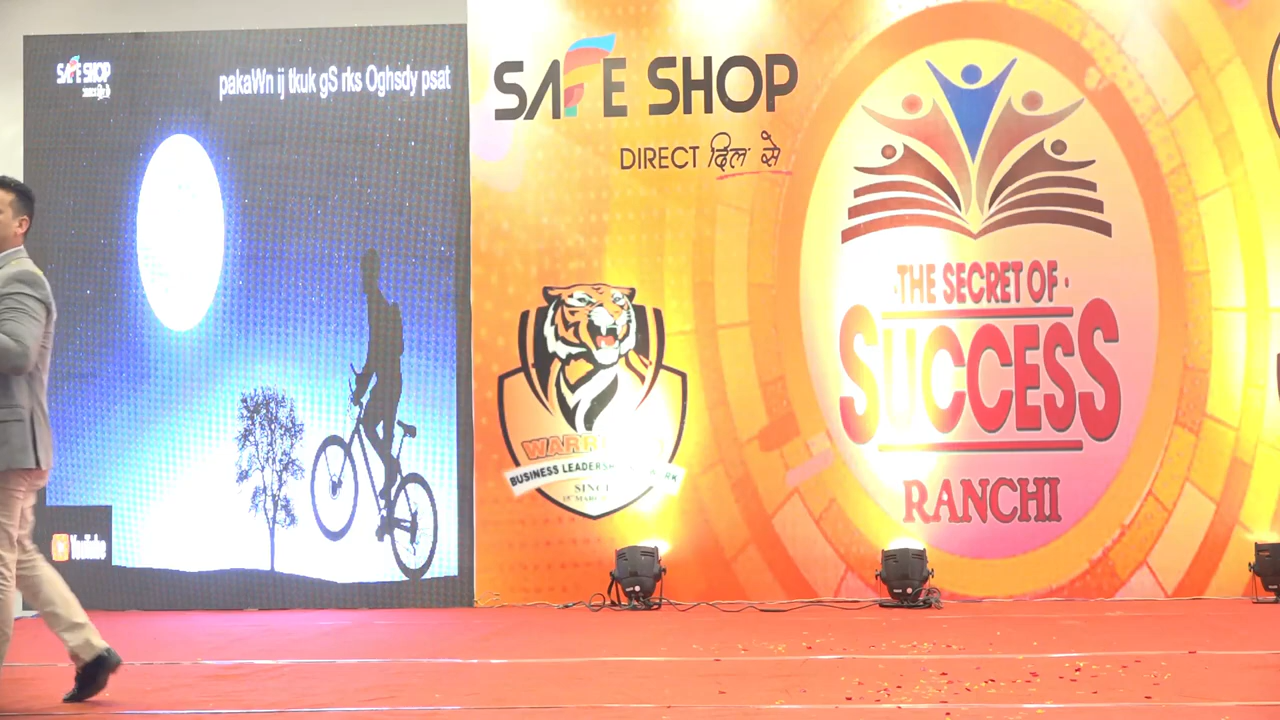 SAFE SHOP
pakaWn ij tkuk gS rks Oghsdy psat
YouTube
SAFE SHOP
DIRECT दिल से
BUSINESS
SINCE
· THE SECRET OF ·
SUCCESS
RANCHI